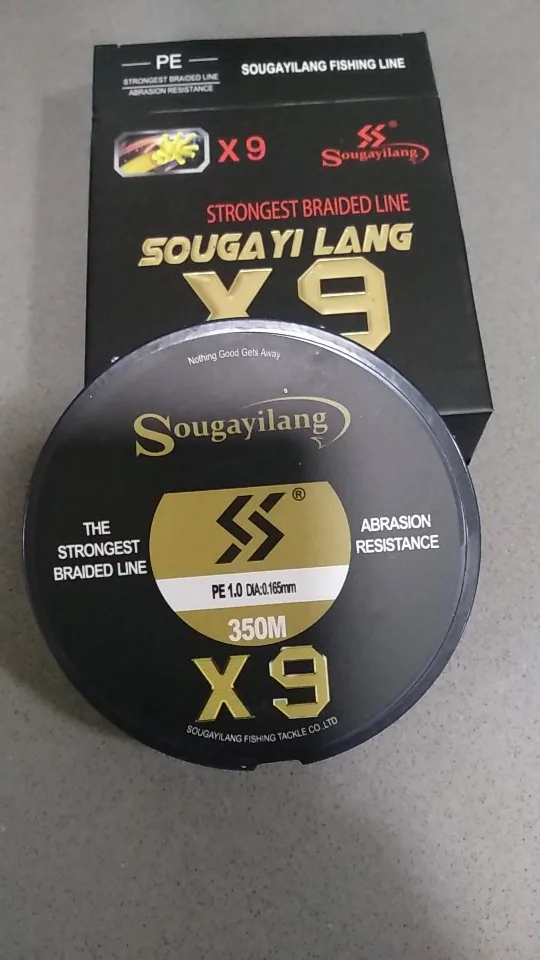 PE
STRONGEST BRAIDED LINE
ABRASION RESISTANCE
SOUGAYILANG FISHING LINE
X9
SS®
Sougayilang
STRONGEST BRAIDED LINE
SOUGAYI LANG
X9
Nothing Good Gets Away
Sougayilang
®
THE
STRONGEST
BRAIDED LINE
ABRASION
RESISTANCE
PE 1.0 DIA:0.165mm
350M
X9
SOUGAYILANG FISHING TACKLE CO.,LTD